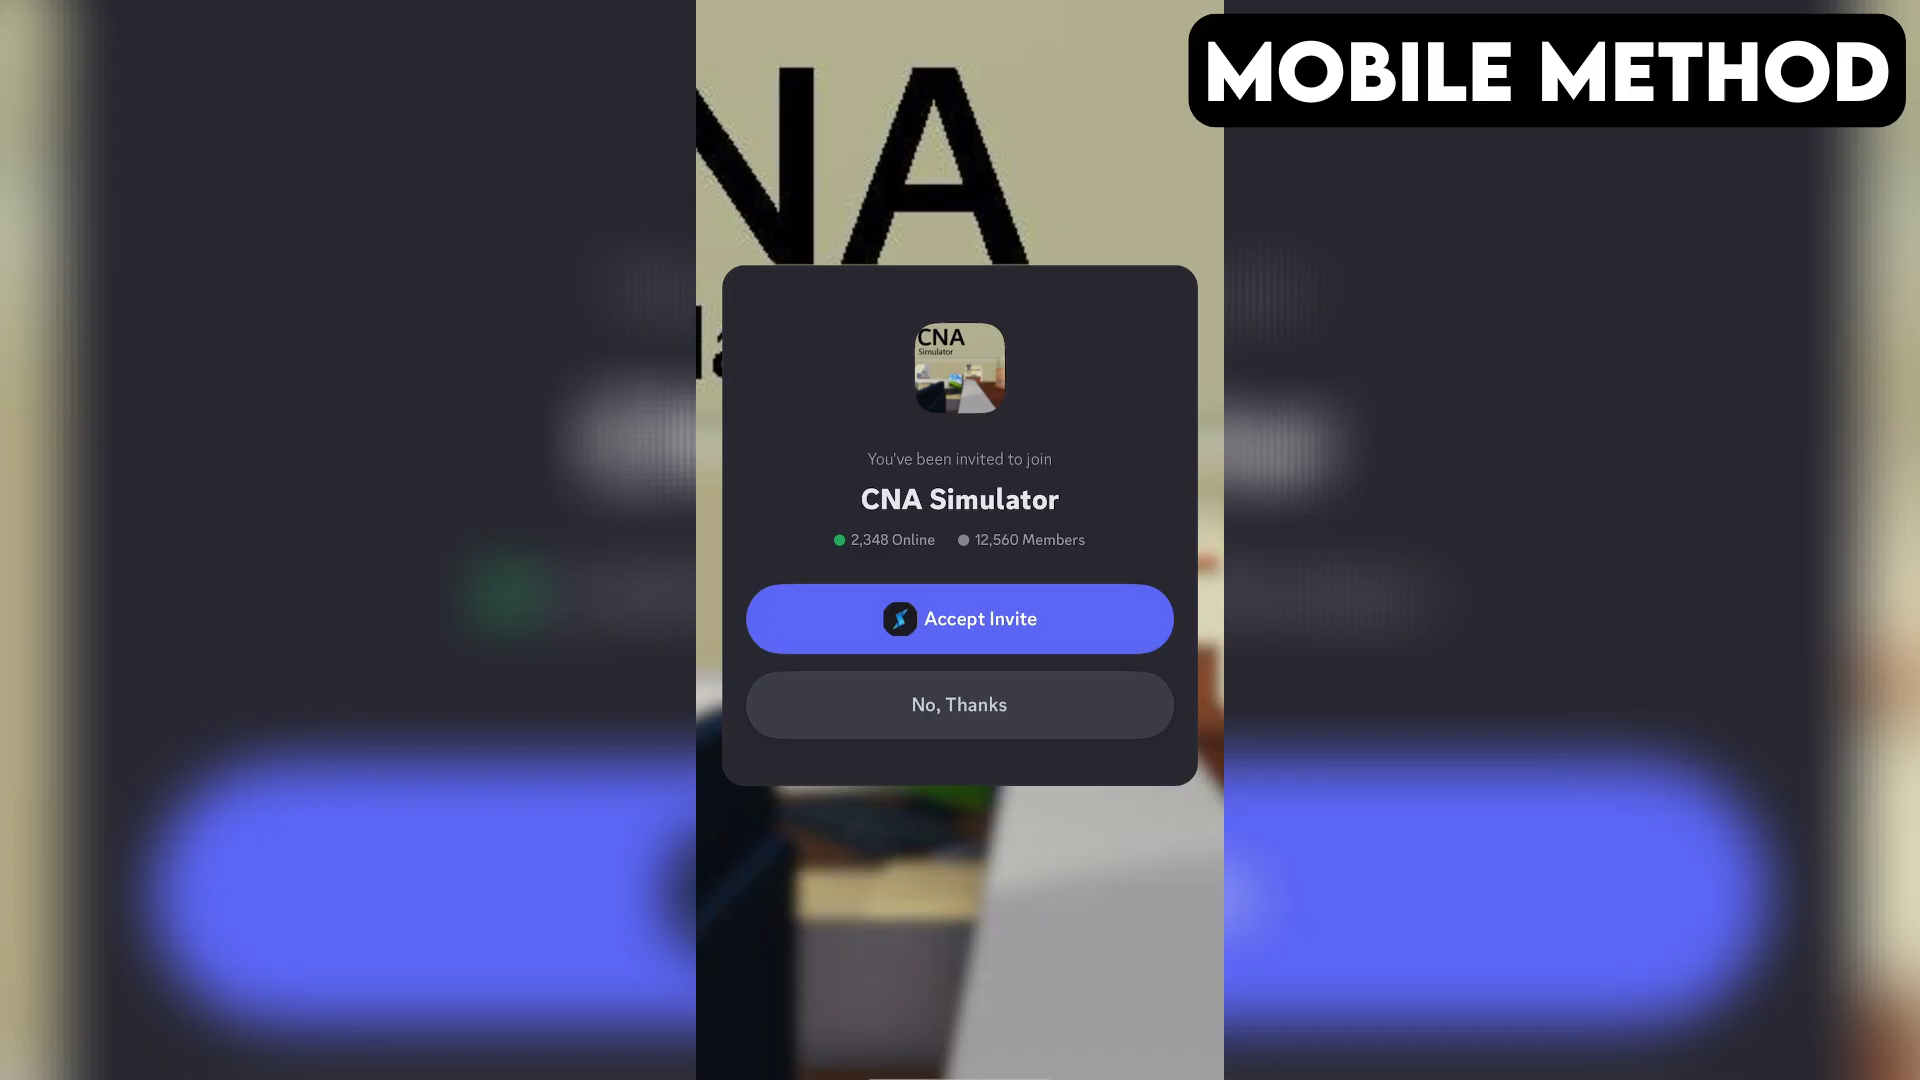 MOBILE METHOD
NA
CNA
Simulator
You've been invited to join
CNA Simulator
2,348 Online
12,560 Members
Accept Invite
No, Thanks